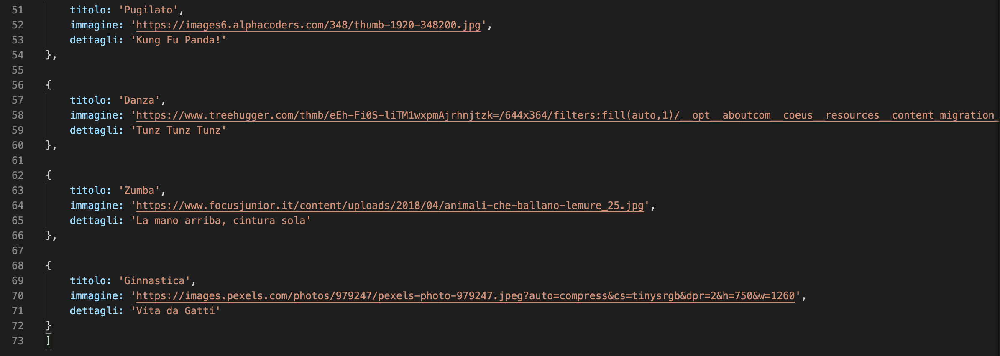 51 titolo: 'Pugilato',
52 immagine: 'https://images6.alphacoders.com/348/thumb-1920-348200.jpg',
53 dettagli: 'Kung Fu Panda!'
54 },
55
56 {
57 titolo: 'Danza',
58 immagine: 'https://www.treehugger.com/thmb/eEh-Fi0S-liTM1wxpmAjrhnjtzk=/644x364/filters:fill(auto,1)/__opt__aboutcom__coeus__resources__content_migration_
59 dettagli: 'Tunz Tunz Tunz'
60 },
61
62 {
63 titolo: 'Zumba',
64 immagine: 'https://www.focusjunior.it/content/uploads/2018/04/animali-che-ballano-lemure_25.jpg',
65 dettagli: 'La mano arriba, cintura sola'
66 },
67
68 {
69 titolo: 'Ginnastica',
70 immagine: 'https://images.pexels.com/photos/979247/pexels-photo-979247.jpeg?auto=compress&cs=tinysrgb&dpr=2&h=750&w=1260',
71 dettagli: 'Vita da Gatti'
72 }
73 ]